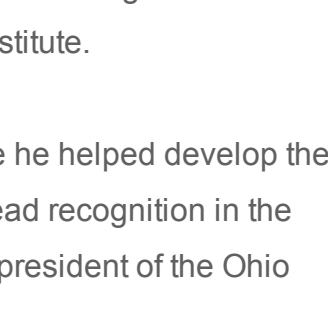 stitute.
e he helped develop the
ead recognition in the
president of the Ohio